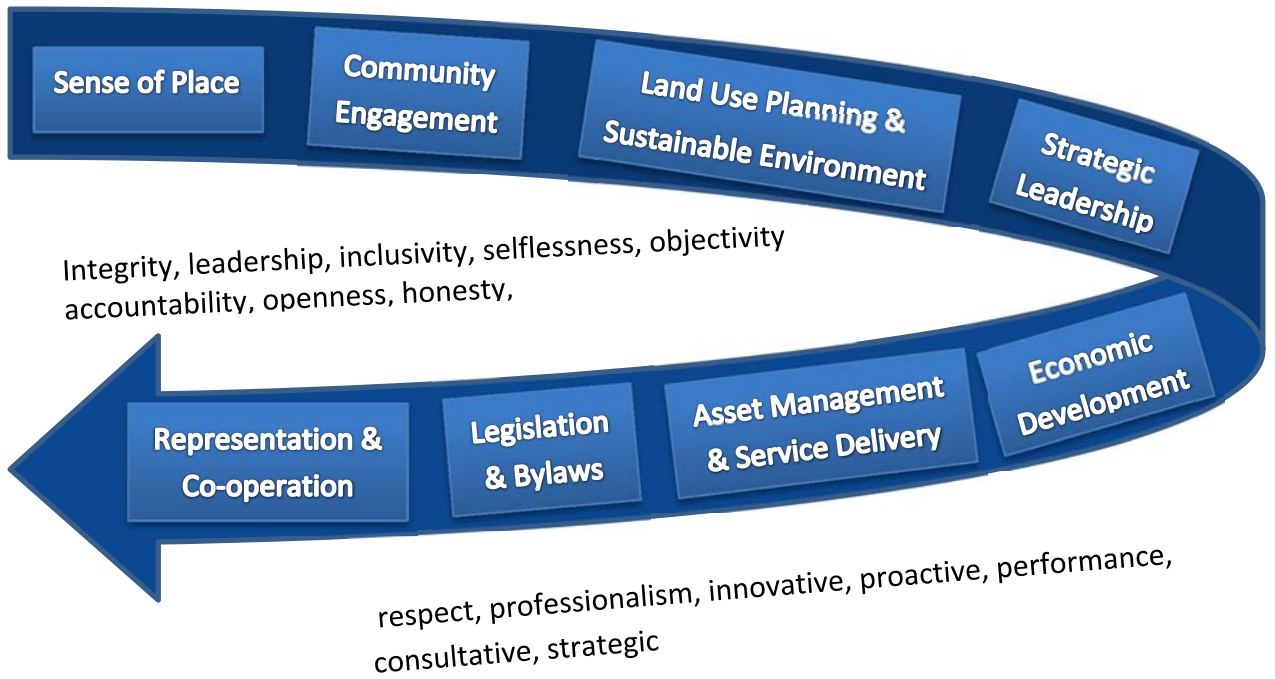 Sense of Place
Community
Engagement
Land Use Planning &
Sustainable Environment
Strategic
Leadership
Integrity, leadership, inclusivity, selflessness, objectivity
accountability, openness, honesty,
Economic
Development
Asset Management
& Service Delivery
Legislation
& Bylaws
Representation &
Co-operation
respect, professionalism, innovative, proactive, performance,
consultative, strategic